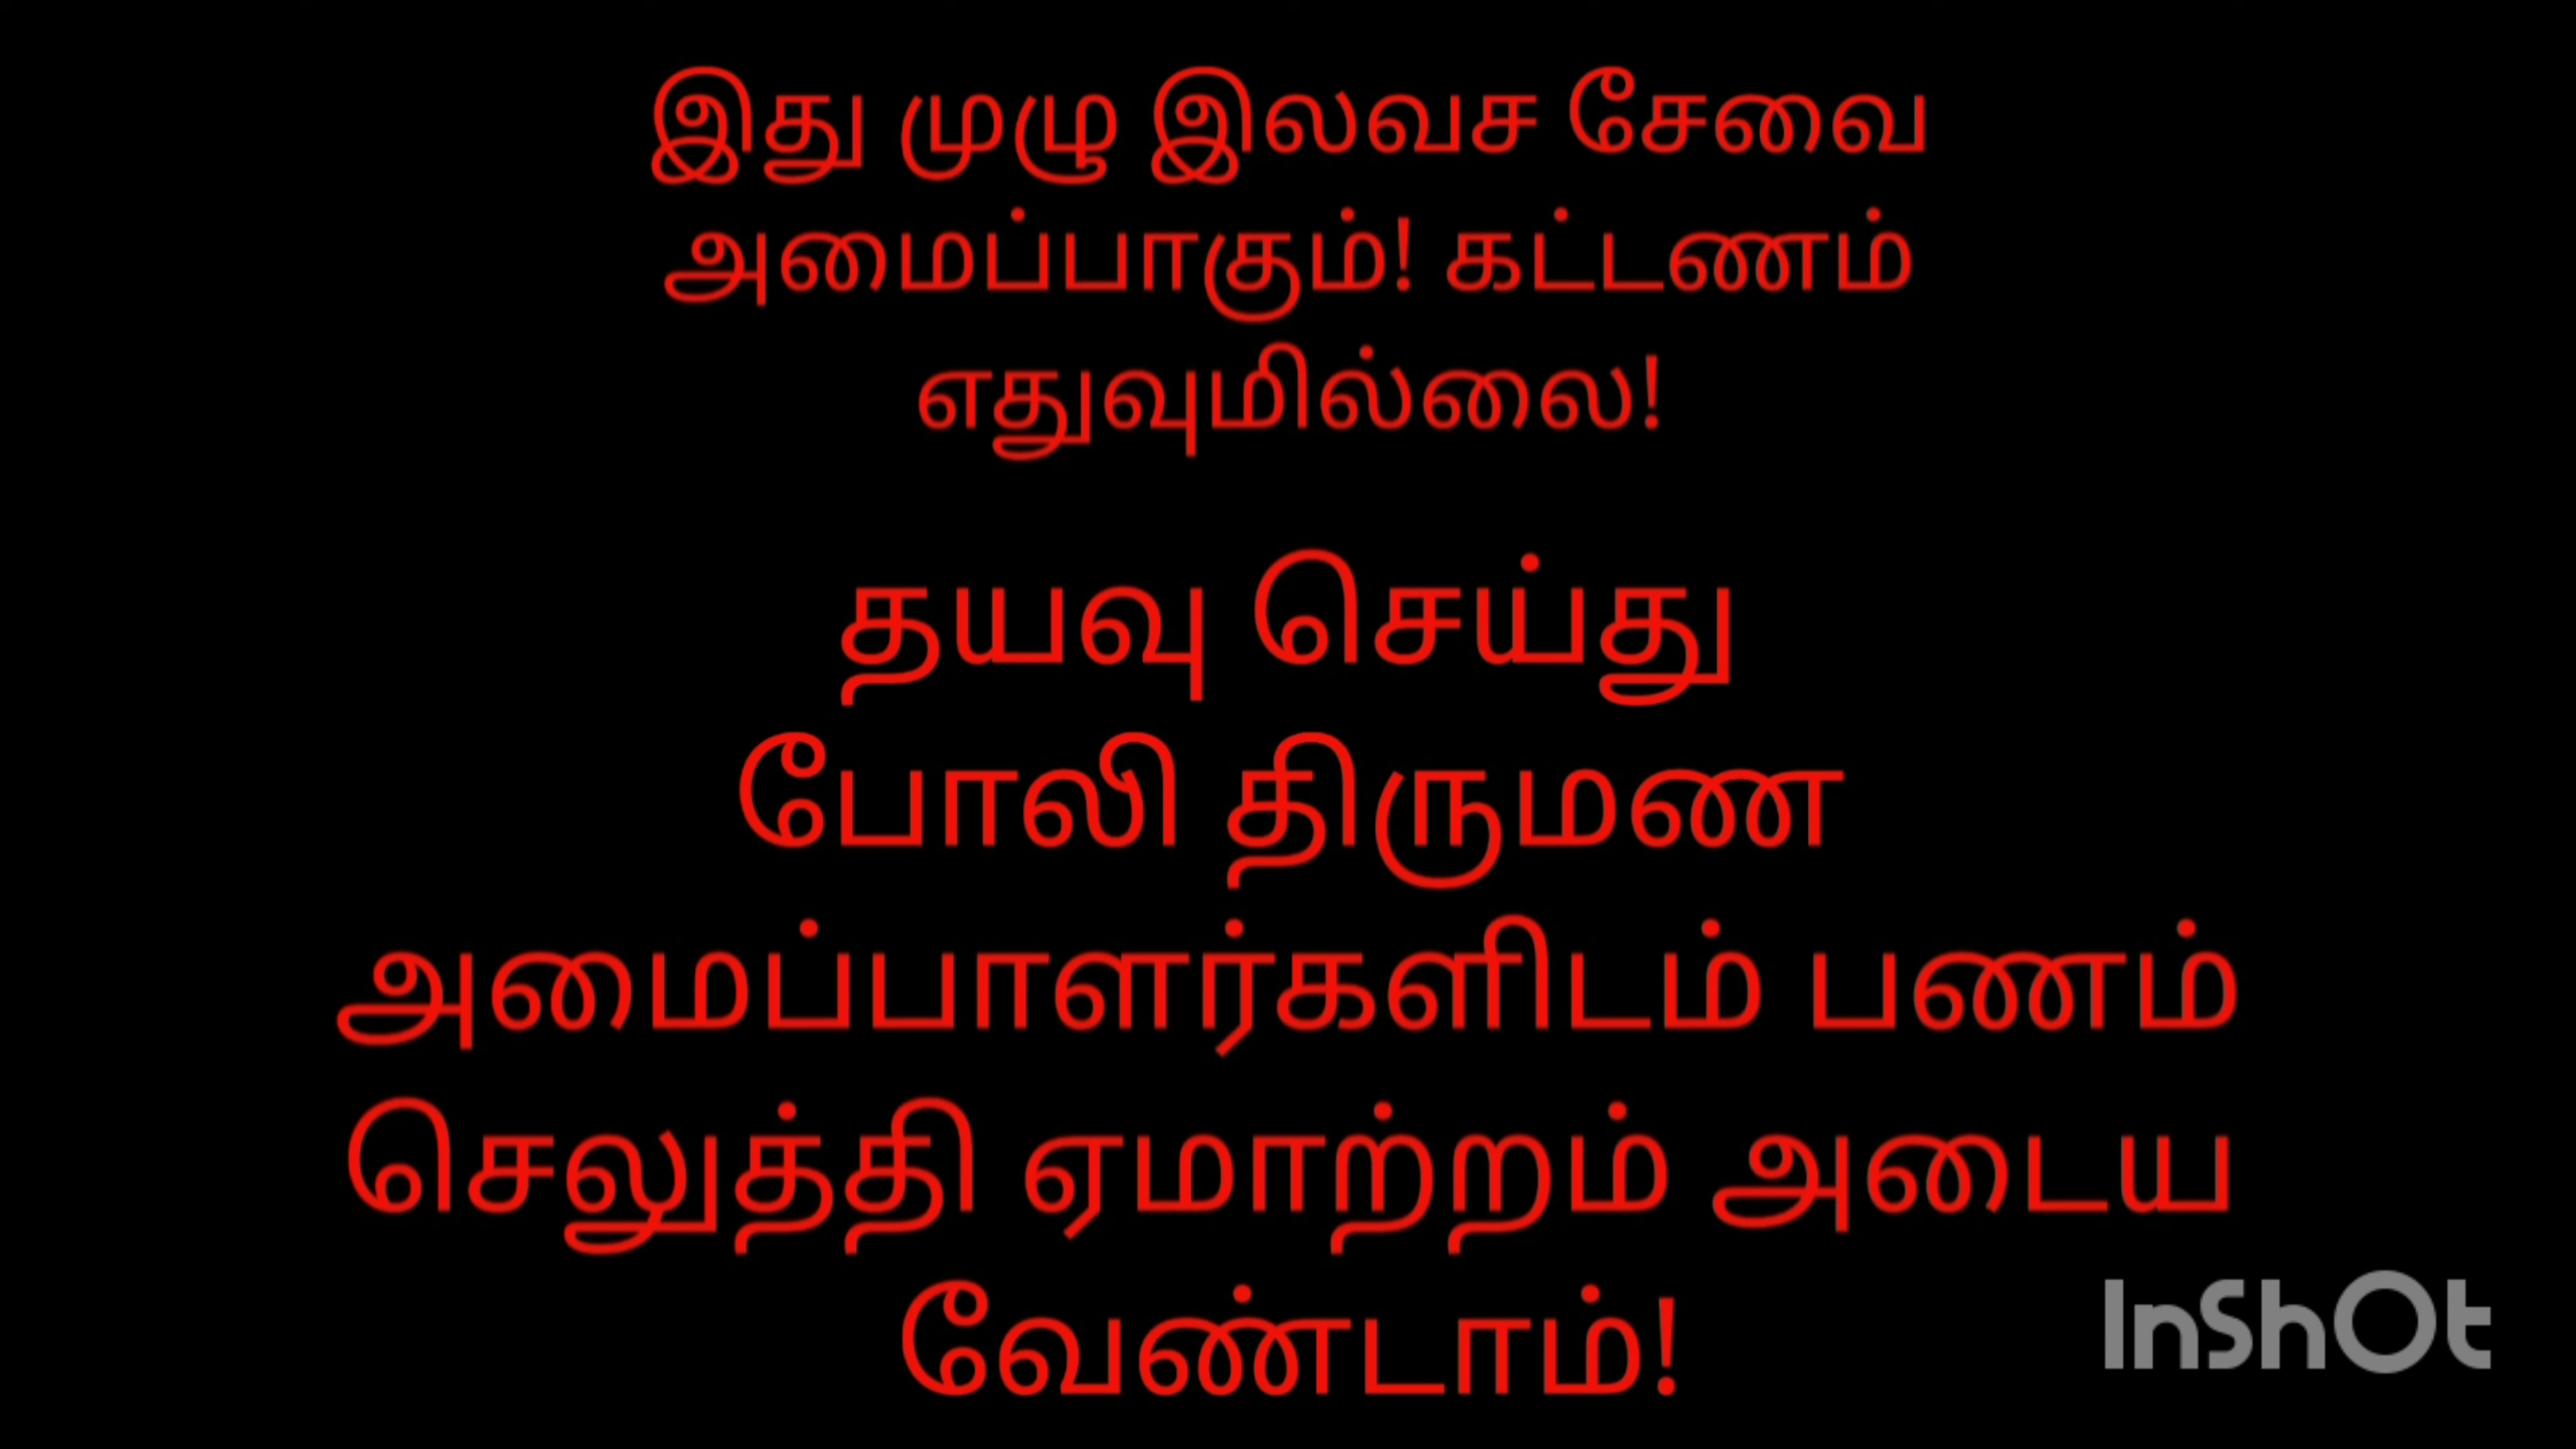 இது முழு இலவச சேவை
அமைப்பாகும்! கட்டணம்
எதுவுமில்லை!
தயவு செய்து
போலி திருமண
அமைப்பாளர்களிடம் பணம்
செலுத்தி ஏமாற்றம் அடைய
வேண்டாம்!
InShOt